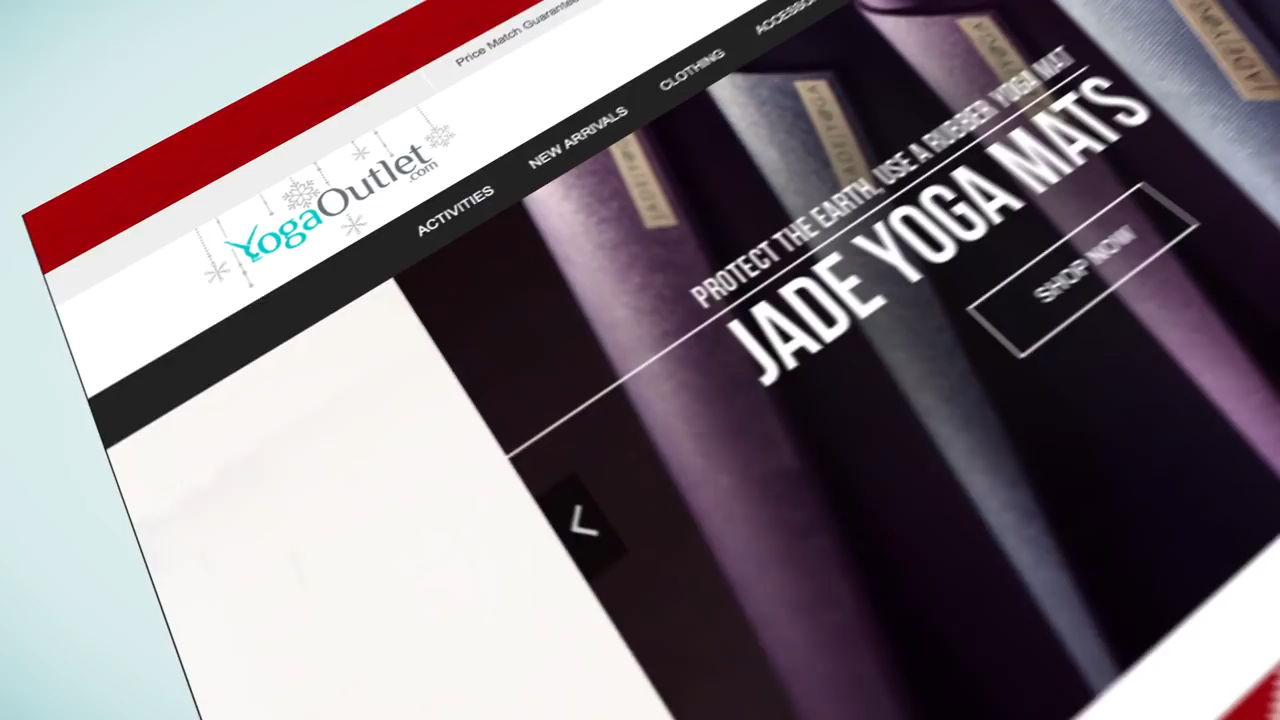 Price Match Guarantee
YogaOutlet
.com
ACTIVITIES
NEW ARRIVALS
CLOTHING
PROTECT THE EARTH, USE A RUBBER YOGA MAT
JADE YOGA MATS
SHOP NOW
JADEYOGA